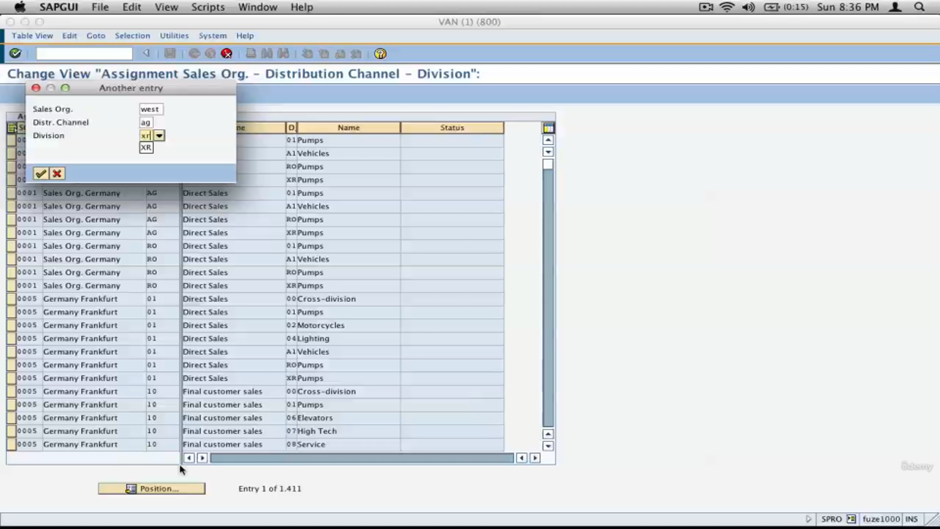 SAPGUI File Edit View Scripts Window Help (0:15) Sun 8:36 PM
VAN (1) (800)
Table View Edit Goto Selection Utilities System Help
Change View "Assignment Sales Org. - Distribution Channel - Division":
Another entry
Sales Org. west
Distr. Channel ag
Division xr
XR
D. Name Status
01 Pumps
A1 Vehicles
RO Pumps
XR Pumps
0001 Sales Org. Germany AG Direct Sales 01 Pumps
0001 Sales Org. Germany AG Direct Sales A1 Vehicles
0001 Sales Org. Germany AG Direct Sales RO Pumps
0001 Sales Org. Germany AG Direct Sales XR Pumps
0001 Sales Org. Germany RO Direct Sales 01 Pumps
0001 Sales Org. Germany RO Direct Sales A1 Vehicles
0001 Sales Org. Germany RO Direct Sales RO Pumps
0001 Sales Org. Germany RO Direct Sales XR Pumps
0005 Germany Frankfurt 01 Direct Sales 00 Cross-division
0005 Germany Frankfurt 01 Direct Sales 01 Pumps
0005 Germany Frankfurt 01 Direct Sales 02 Motorcycles
0005 Germany Frankfurt 01 Direct Sales 04 Lighting
0005 Germany Frankfurt 01 Direct Sales A1 Vehicles
0005 Germany Frankfurt 01 Direct Sales RO Pumps
0005 Germany Frankfurt 01 Direct Sales XR Pumps
0005 Germany Frankfurt 10 Final customer sales 00 Cross-division
0005 Germany Frankfurt 10 Final customer sales 01 Pumps
0005 Germany Frankfurt 10 Final customer sales 06 Elevators
0005 Germany Frankfurt 10 Final customer sales 07 High Tech
0005 Germany Frankfurt 10 Final customer sales 08 Service
Position... Entry 1 of 1.411
Udemy
SPRO fuze1000 INS